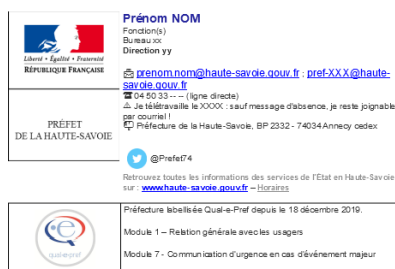 Prénom NOM
Fonction(s)
Bureau xx
Direction yy
Liberté • Égalité • Fraternité
RÉPUBLIQUE FRANÇAISE
PRÉFET
DE LA HAUTE-SAVOIE
prenom.nom@haute-savoie.gouv.fr ; pref-XXX@haute-
savoie.gouv.fr
04 50 33 -- -- (ligne directe)
Je télétravaille le XXXX : sauf message d'absence, je reste joignable
par courriel !
Préfecture de la Haute-Savoie, BP 2332 - 74034 Annecy cedex
@Prefet74
Retrouvez toutes les informations des services de l'État en Haute-Savoie
sur : www.haute-savoie.gouv.fr – Horaires
qual-e-pref
Préfecture labellisée Qual-e-Pref depuis le 18 décembre 2019.
Module 1 – Relation générale avec les usagers
Module 7 - Communication d'urgence en cas d'événement majeur